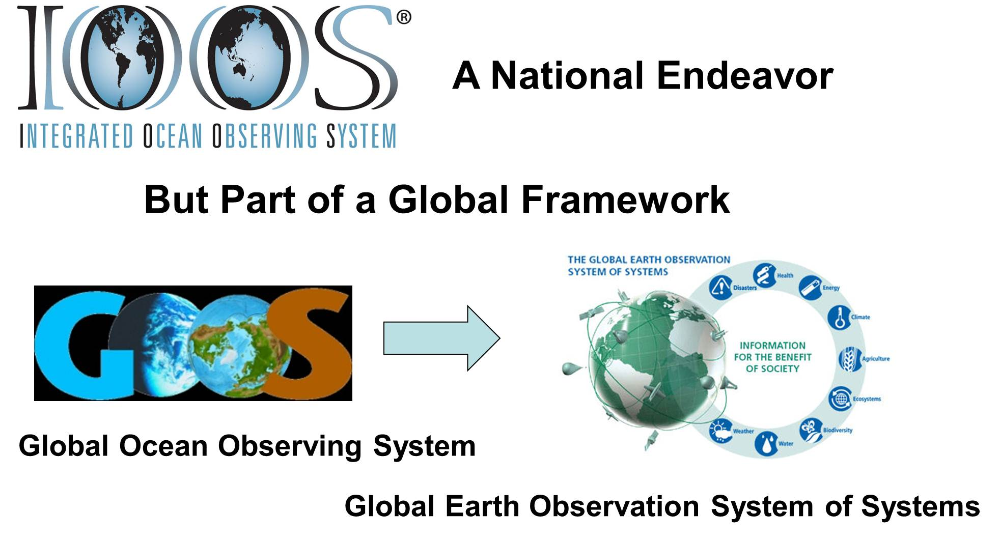 IOOS®
A National Endeavor
INTEGRATED OCEAN OBSERVING SYSTEM
But Part of a Global Framework
THE GLOBAL EARTH OBSERVATION
SYSTEM OF SYSTEMS
Health
Disasters
Energy
Climate
Agriculture
Ecosystems
Biodiversity
Water
Weather
INFORMATION
FOR THE BENEFIT
OF SOCIETY
GOOS
Global Ocean Observing System
Global Earth Observation System of Systems